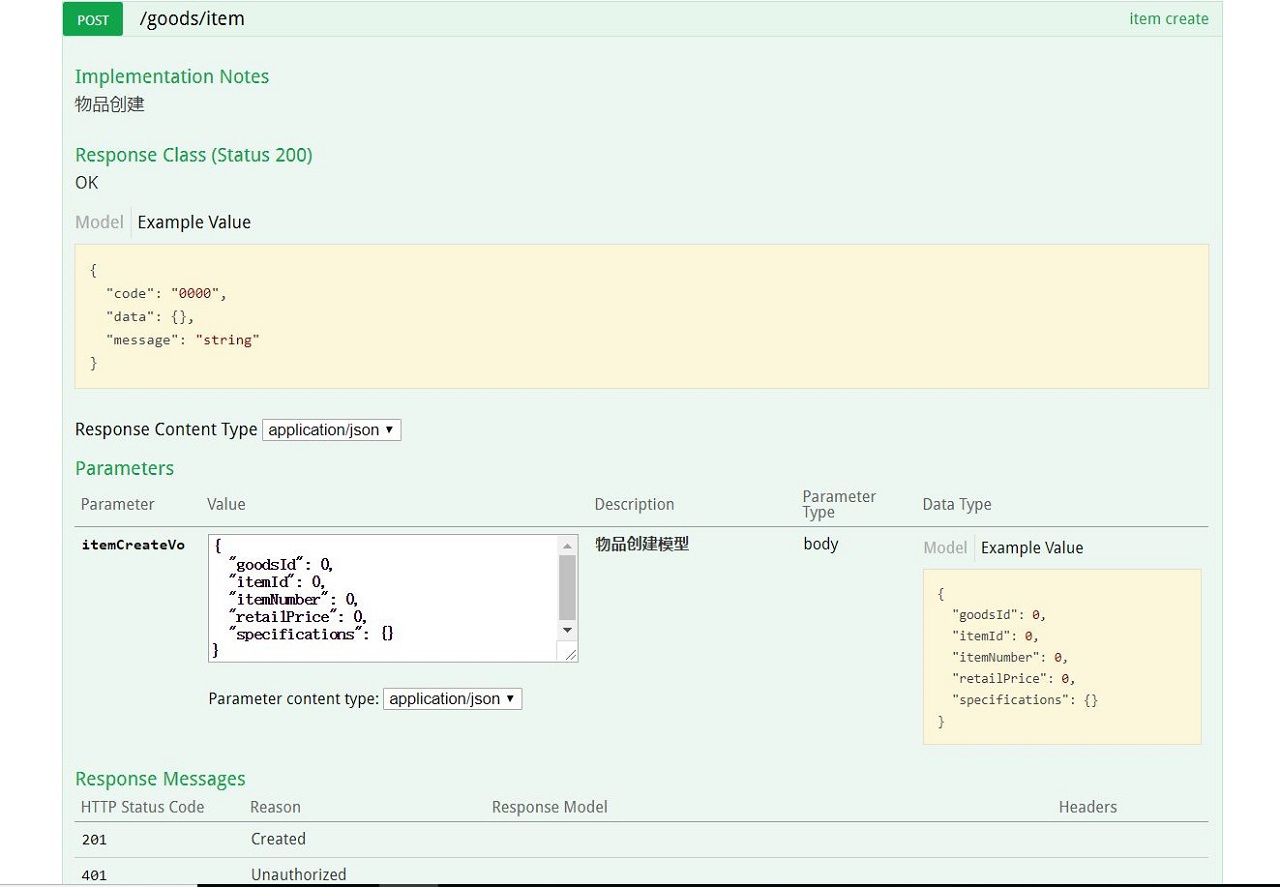 POST /goods/item item create
Implementation Notes
物品创建
Response Class (Status 200)
OK
Model Example Value
{
"code": "0000",
"data": {},
"message": "string"
}
Response Content Type application/json
Parameters
Parameter Value Description Parameter Type Data Type
itemCreateVo
{
"goodsId": 0,
"itemId": 0,
"itemNumber": 0,
"retailPrice": 0,
"specifications": {}
}
Parameter content type: application/json
物品创建模型
body
Model Example Value
{
"goodsId": 0,
"itemId": 0,
"itemNumber": 0,
"retailPrice": 0,
"specifications": {}
}
Response Messages
HTTP Status Code Reason Response Model Headers
201 Created
401 Unauthorized